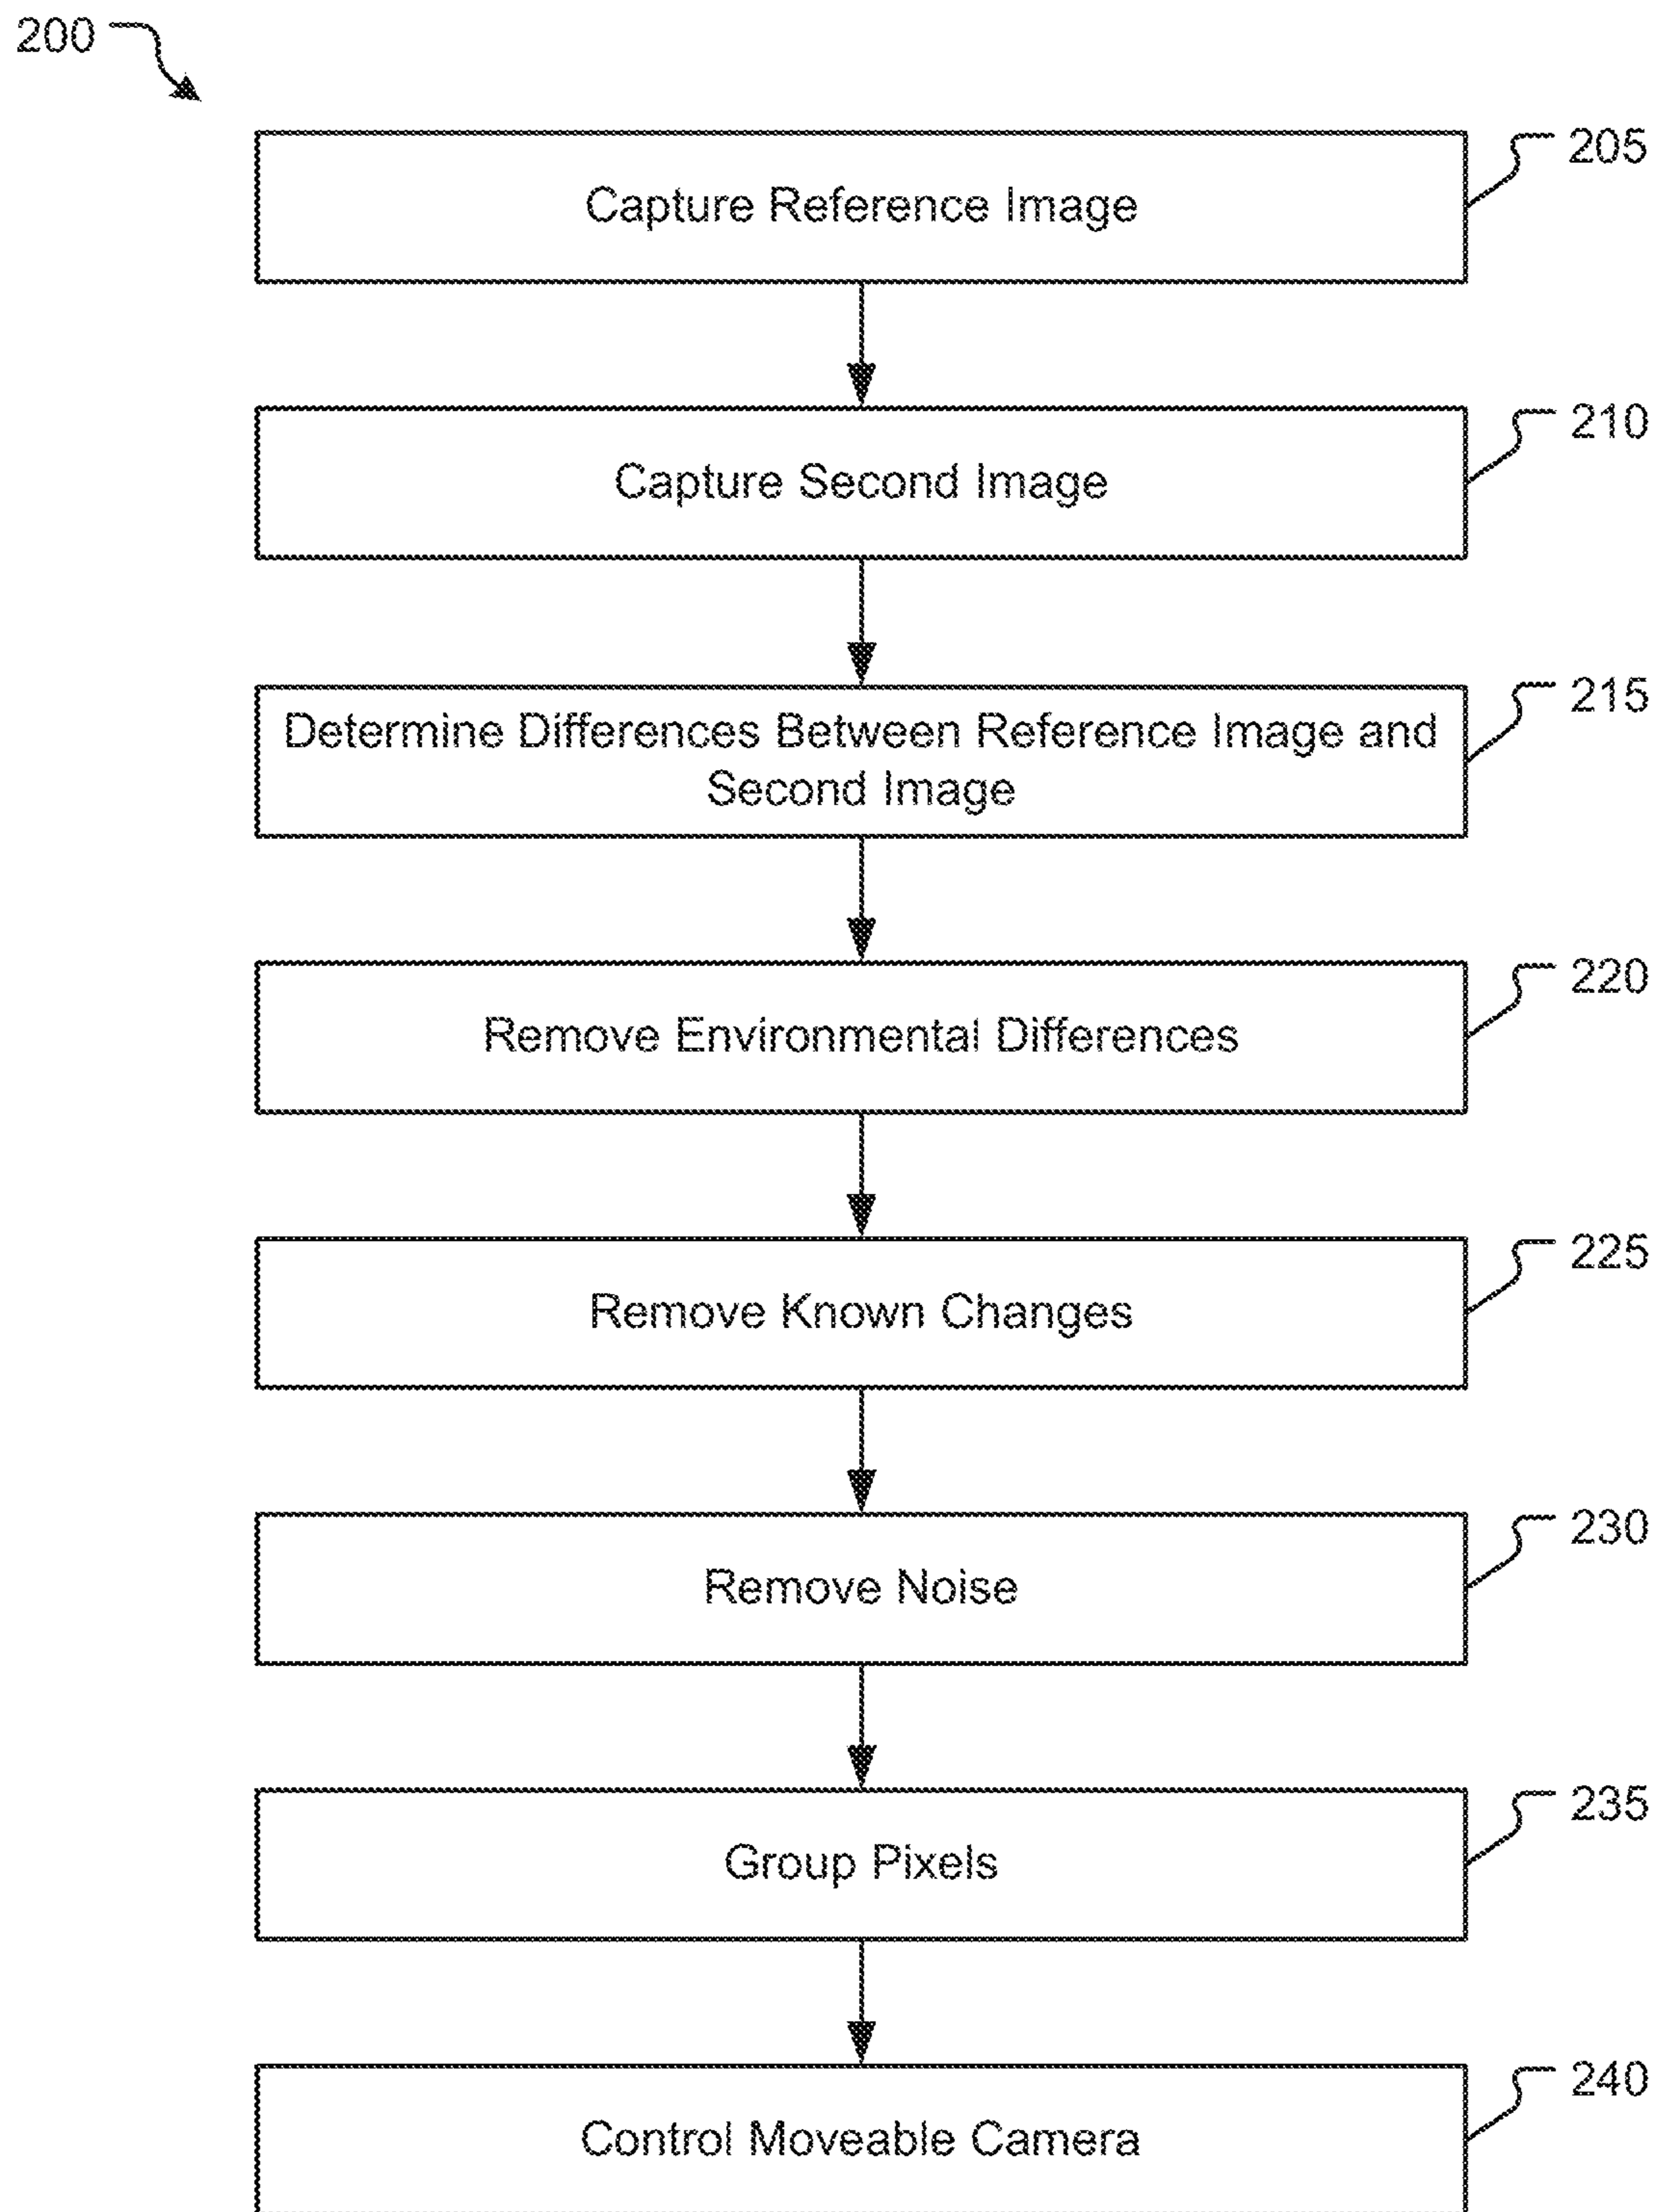 200
Capture Reference Image
205
Capture Second Image
210
Determine Differences Between Reference Image and
Second Image
215
Remove Environmental Differences
220
Remove Known Changes
225
Remove Noise
230
Group Pixels
235
Control Moveable Camera
240